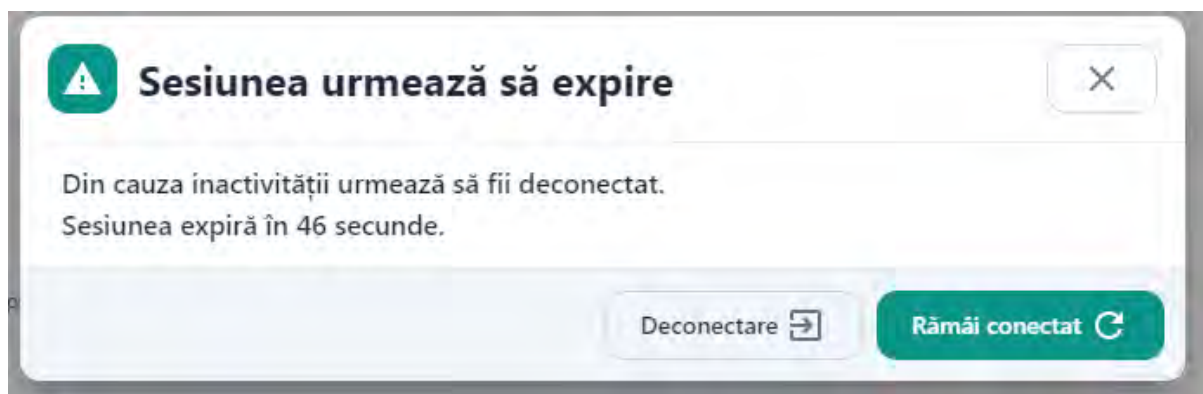 Sesiunea urmează să expire
Din cauza inactivității urmează să fii deconectat.
Sesiunea expiră în 46 secunde.
Deconectare
Rămâi conectat